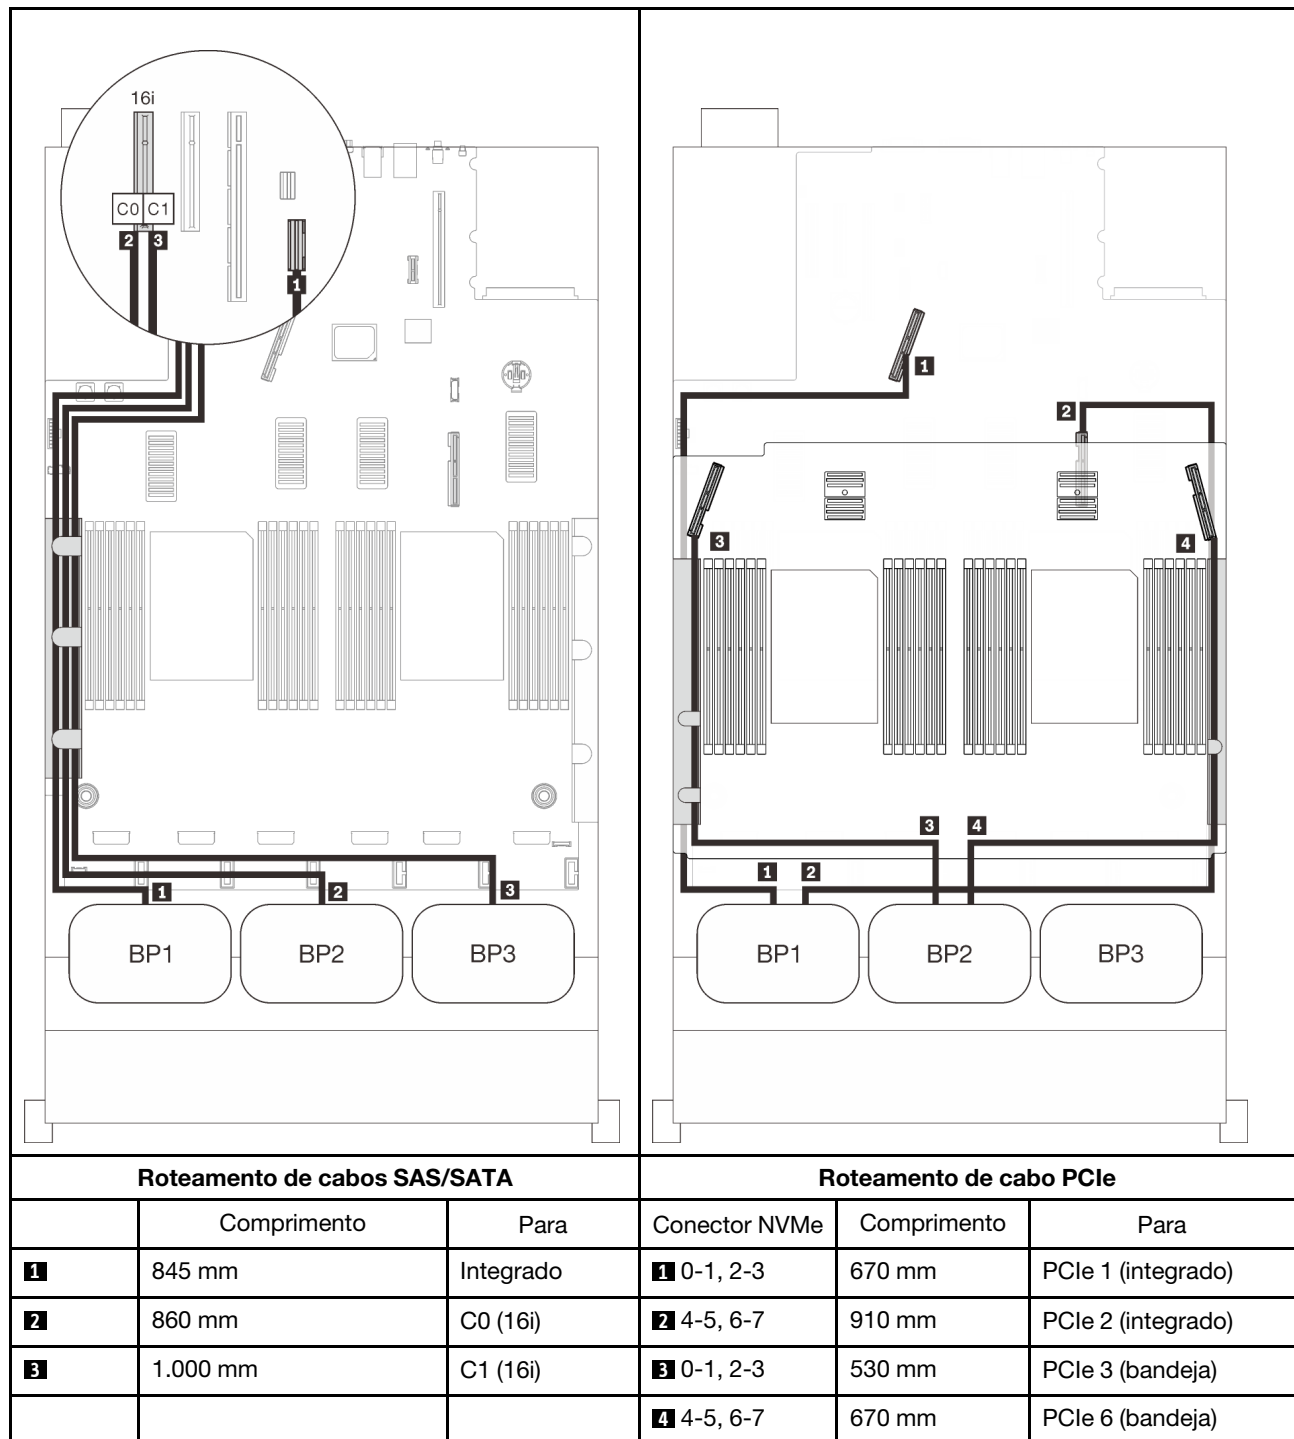 16i
C0 C1
2 3
1
1
2
3
BP1 BP2 BP3
1
2
3
4
3 4
1 2
BP1 BP2 BP3
Roteamento de cabos SAS/SATA Roteamento de cabo PCIe
Comprimento Para Conector NVMe Comprimento Para
1 845 mm Integrado 1 0-1, 2-3 670 mm PCIe 1 (integrado)
2 860 mm C0 (16i) 2 4-5, 6-7 910 mm PCIe 2 (integrado)
3 1.000 mm C1 (16i) 3 0-1, 2-3 530 mm PCIe 3 (bandeja)
4 4-5, 6-7 670 mm PCIe 6 (bandeja)